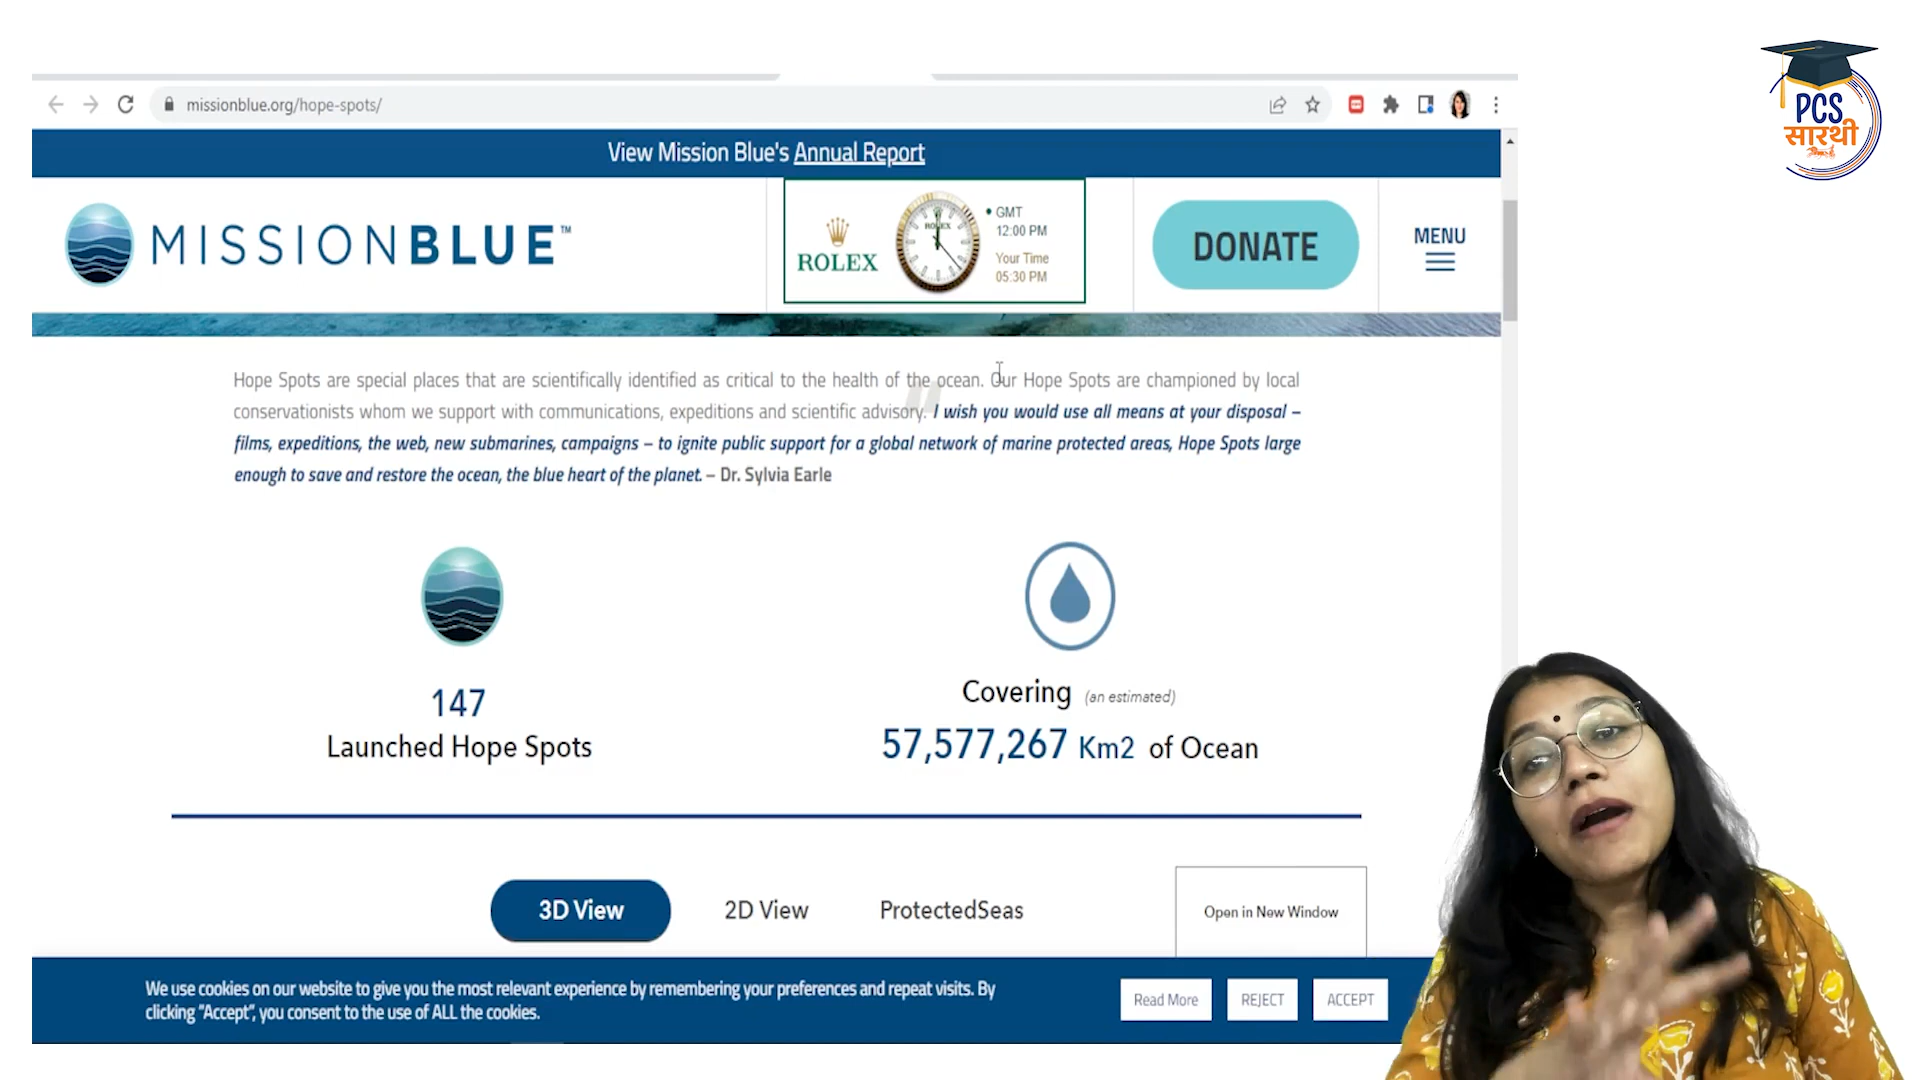 missionblue.org/hope-spots/
PCS
सारथी
View Mission Blue's Annual Report
MISSIONBLUE™
ROLEX
ROLEX
GMT
12:00 PM
Your Time
05:30 PM
DONATE
MENU
Hope Spots are special places that are scientifically identified as critical to the health of the ocean. Our Hope Spots are championed by local
conservationists whom we support with communications, expeditions and scientific advisory. I wish you would use all means at your disposal –
films, expeditions, the web, new submarines, campaigns – to ignite public support for a global network of marine protected areas, Hope Spots large
enough to save and restore the ocean, the blue heart of the planet. – Dr. Sylvia Earle
147
Launched Hope Spots
Covering (an estimated)
57,577,267 Km2 of Ocean
3D View
2D View
ProtectedSeas
Open in New Window
We use cookies on our website to give you the most relevant experience by remembering your preferences and repeat visits. By
clicking “Accept”, you consent to the use of ALL the cookies.
Read More
REJECT
ACCEPT